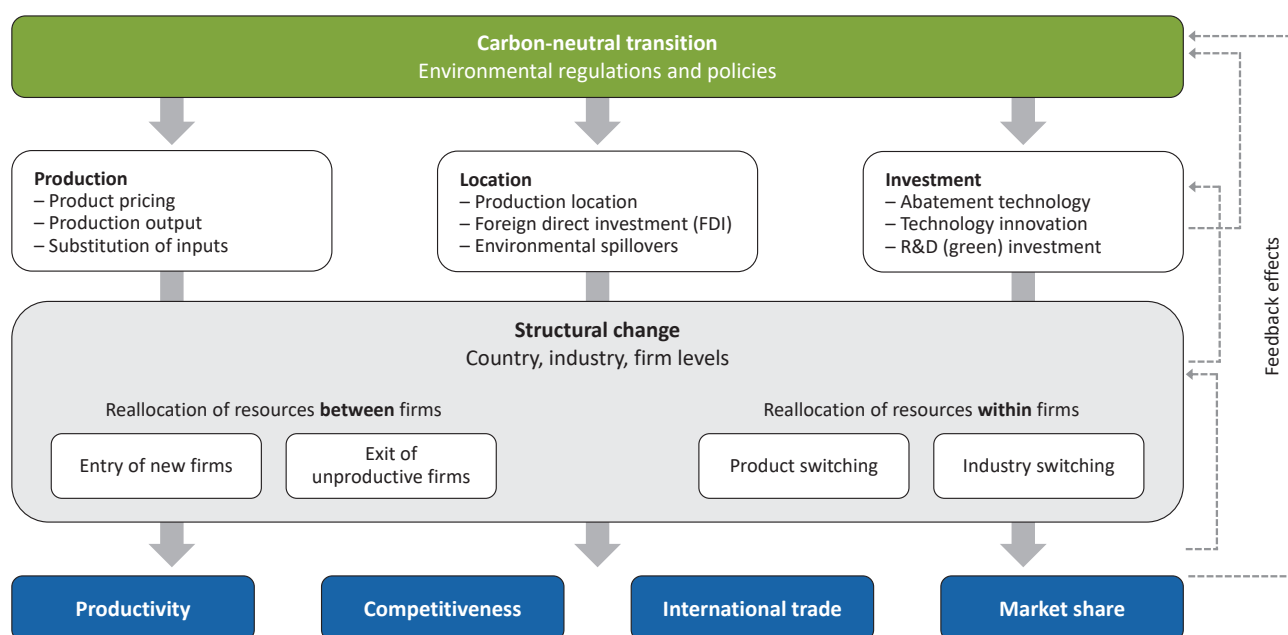 Carbon-neutral transition
Environmental regulations and policies
Production
– Product pricing
– Production output
– Substitution of inputs
Location
– Production location
– Foreign direct investment (FDI)
– Environmental spillovers
Investment
– Abatement technology
– Technology innovation
– R&D (green) investment
Structural change
Country, industry, firm levels
Reallocation of resources between firms
Entry of new firms
Exit of
unproductive firms
Reallocation of resources within firms
Product switching
Industry switching
Productivity
Competitiveness
International trade
Market share
Feedback effects